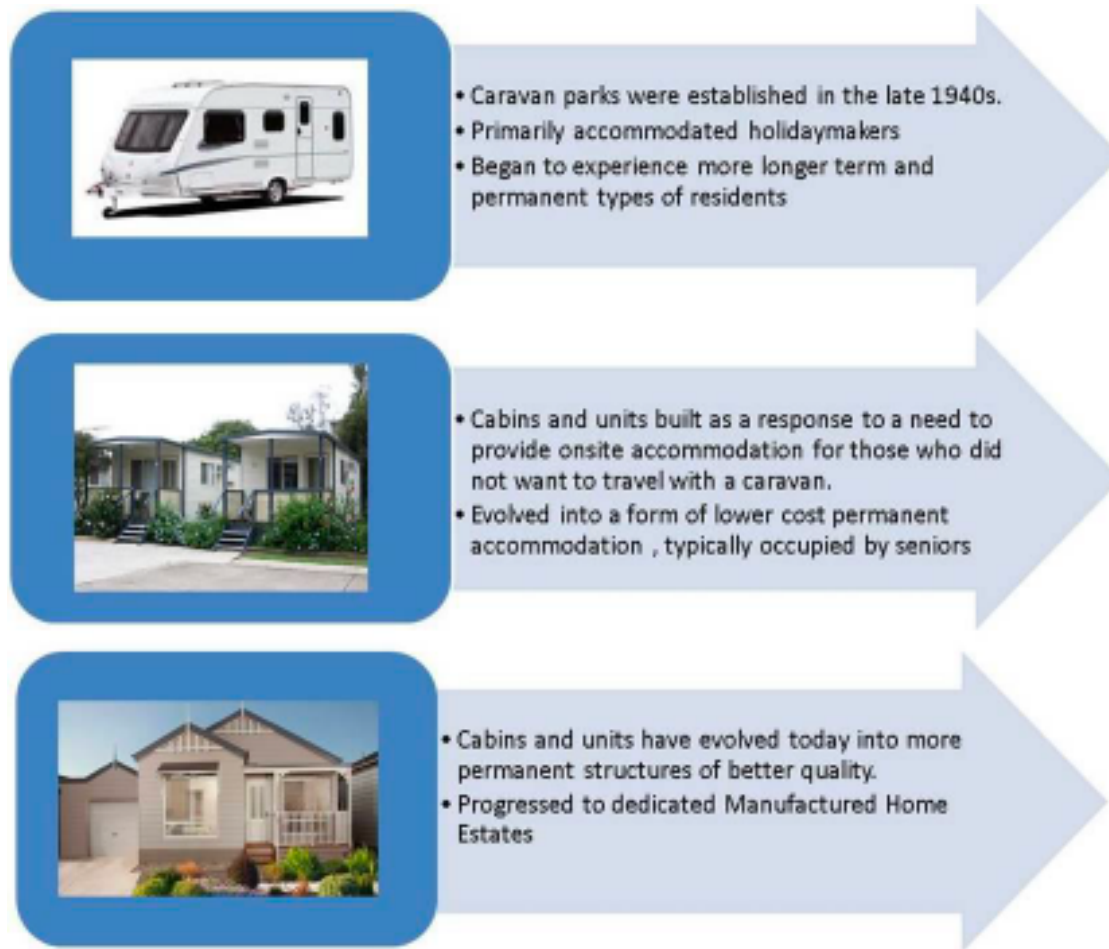 • Caravan parks were established in the late 1940s.
• Primarily accommodated holidaymakers
• Began to experience more longer term and
permanent types of residents
• Cabins and units built as a response to a need to
provide onsite accommodation for those who did
not want to travel with a caravan.
• Evolved into a form of lower cost permanent
accommodation , typically occupied by seniors
• Cabins and units have evolved today into more
permanent structures of better quality.
• Progressed to dedicated Manufactured Home
Estates